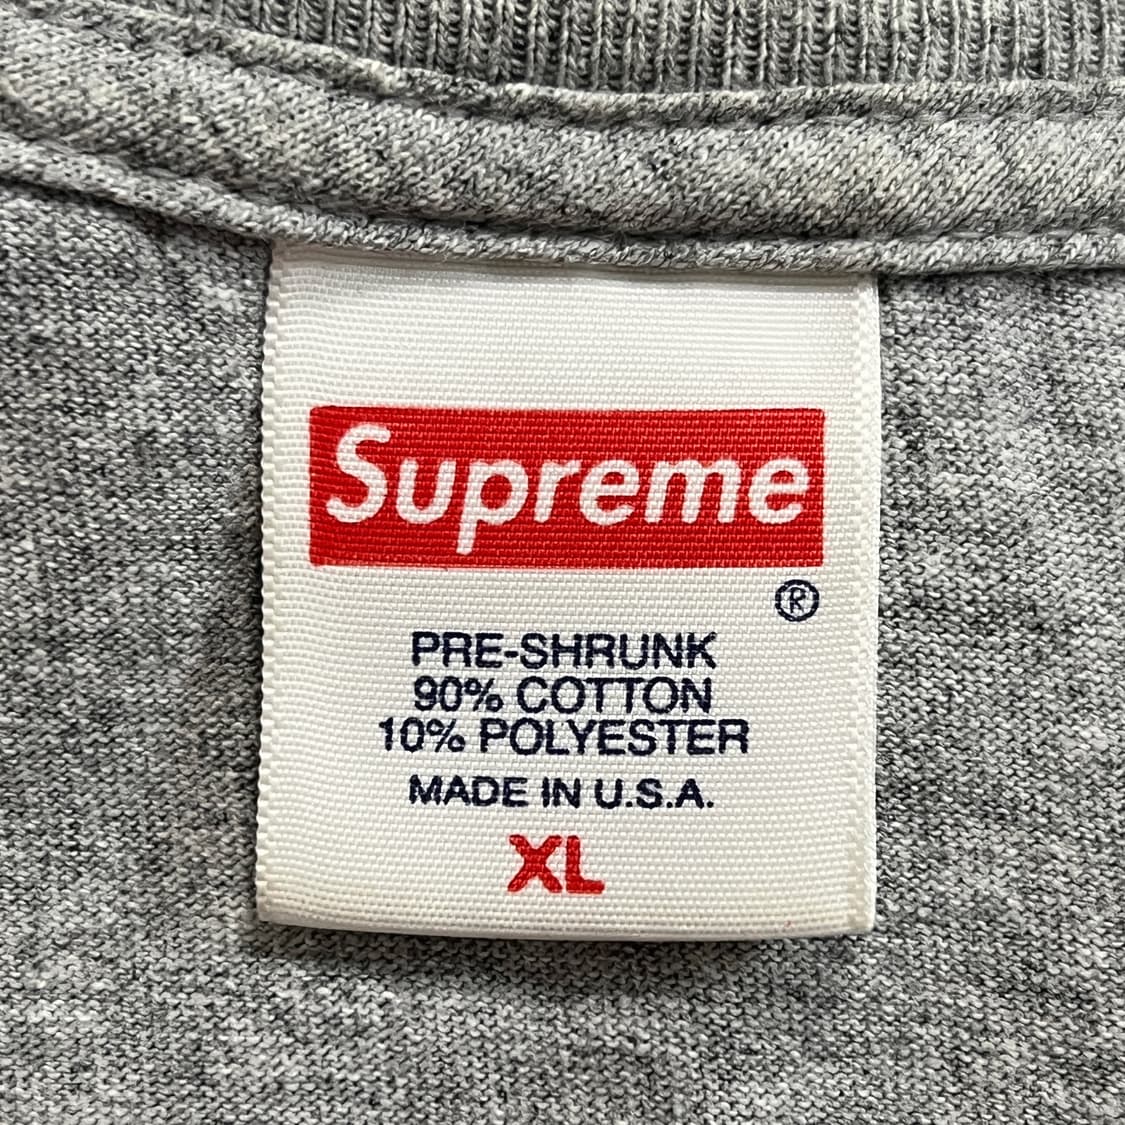 Supreme
®
PRE-SHRUNK
90% COTTON
10% POLYESTER
MADE IN U.S.A.
XL